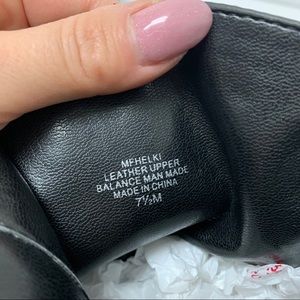 MFHELKI
LEATHER UPPER
BALANCE MAN MADE
MADE IN CHINA
7½M